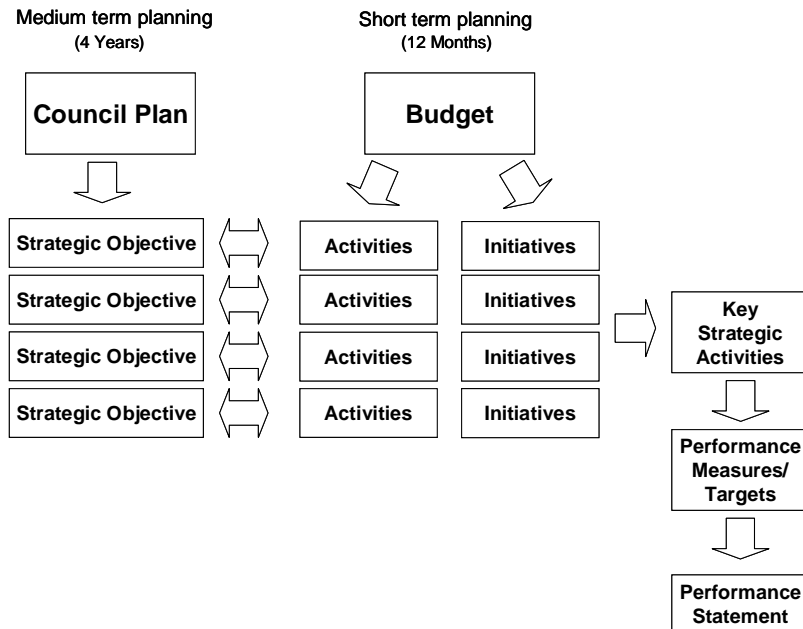 Medium term planning
(4 Years)
Short term planning
(12 Months)
Council Plan
Budget
Strategic Objective
Activities
Initiatives
Strategic Objective
Activities
Initiatives
Strategic Objective
Activities
Initiatives
Strategic Objective
Activities
Initiatives
Key
Strategic
Activities
Performance
Measures/
Targets
Performance
Statement